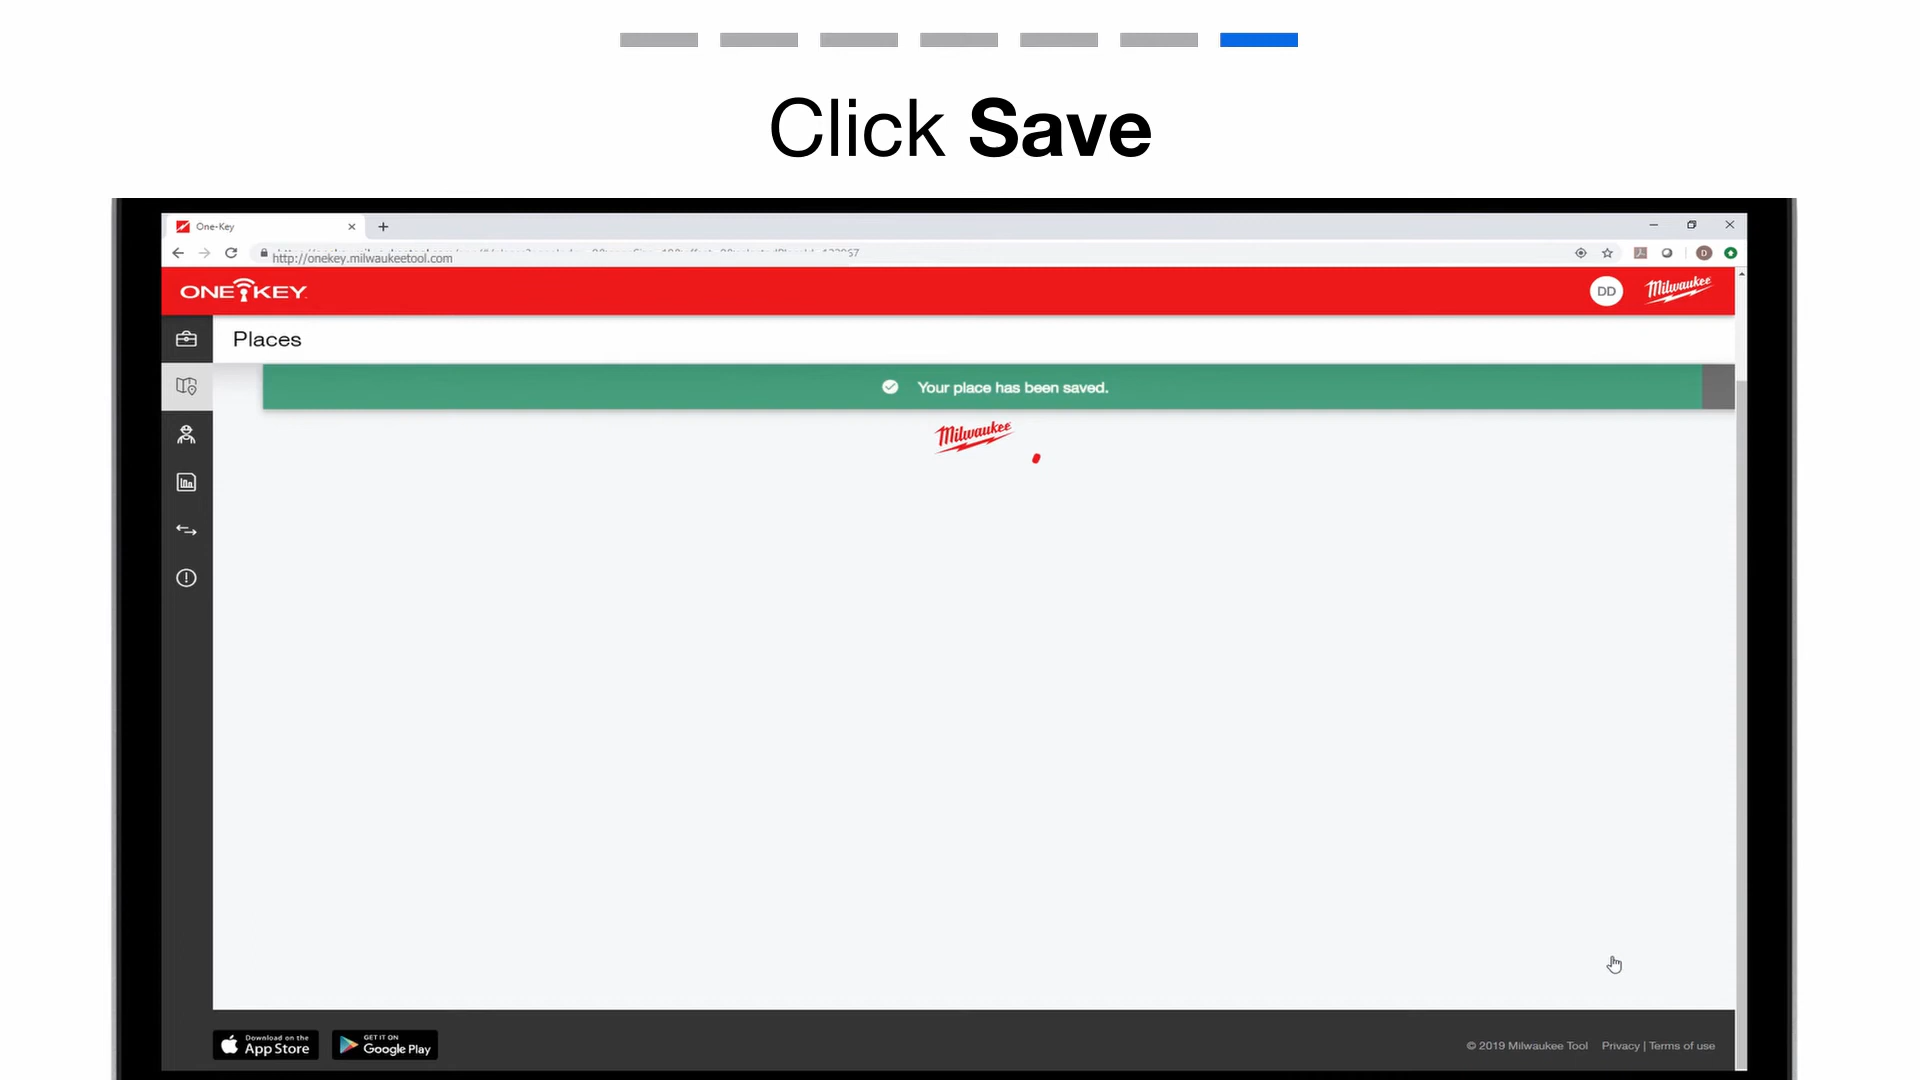 Click Save
One-Key
http://onekey.milwaukeetool.com
ONE KEY
DD
Milwaukee
Places
Your place has been saved.
Milwaukee
Download on the
App Store
GET IT ON
Google Play
© 2019 Milwaukee Tool Privacy | Terms of use